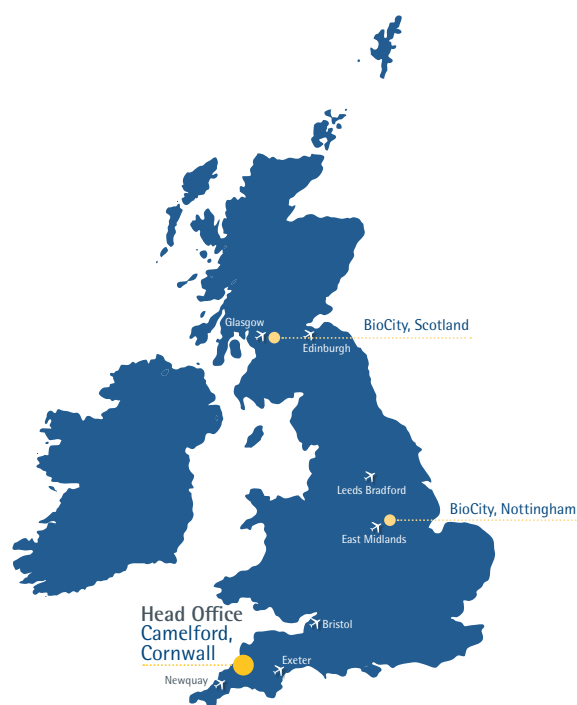 Glasgow
BioCity, Scotland
Edinburgh
Leeds Bradford
BioCity, Nottingham
East Midlands
Head Office
Camelford,
Cornwall
Bristol
Exeter
Newquay